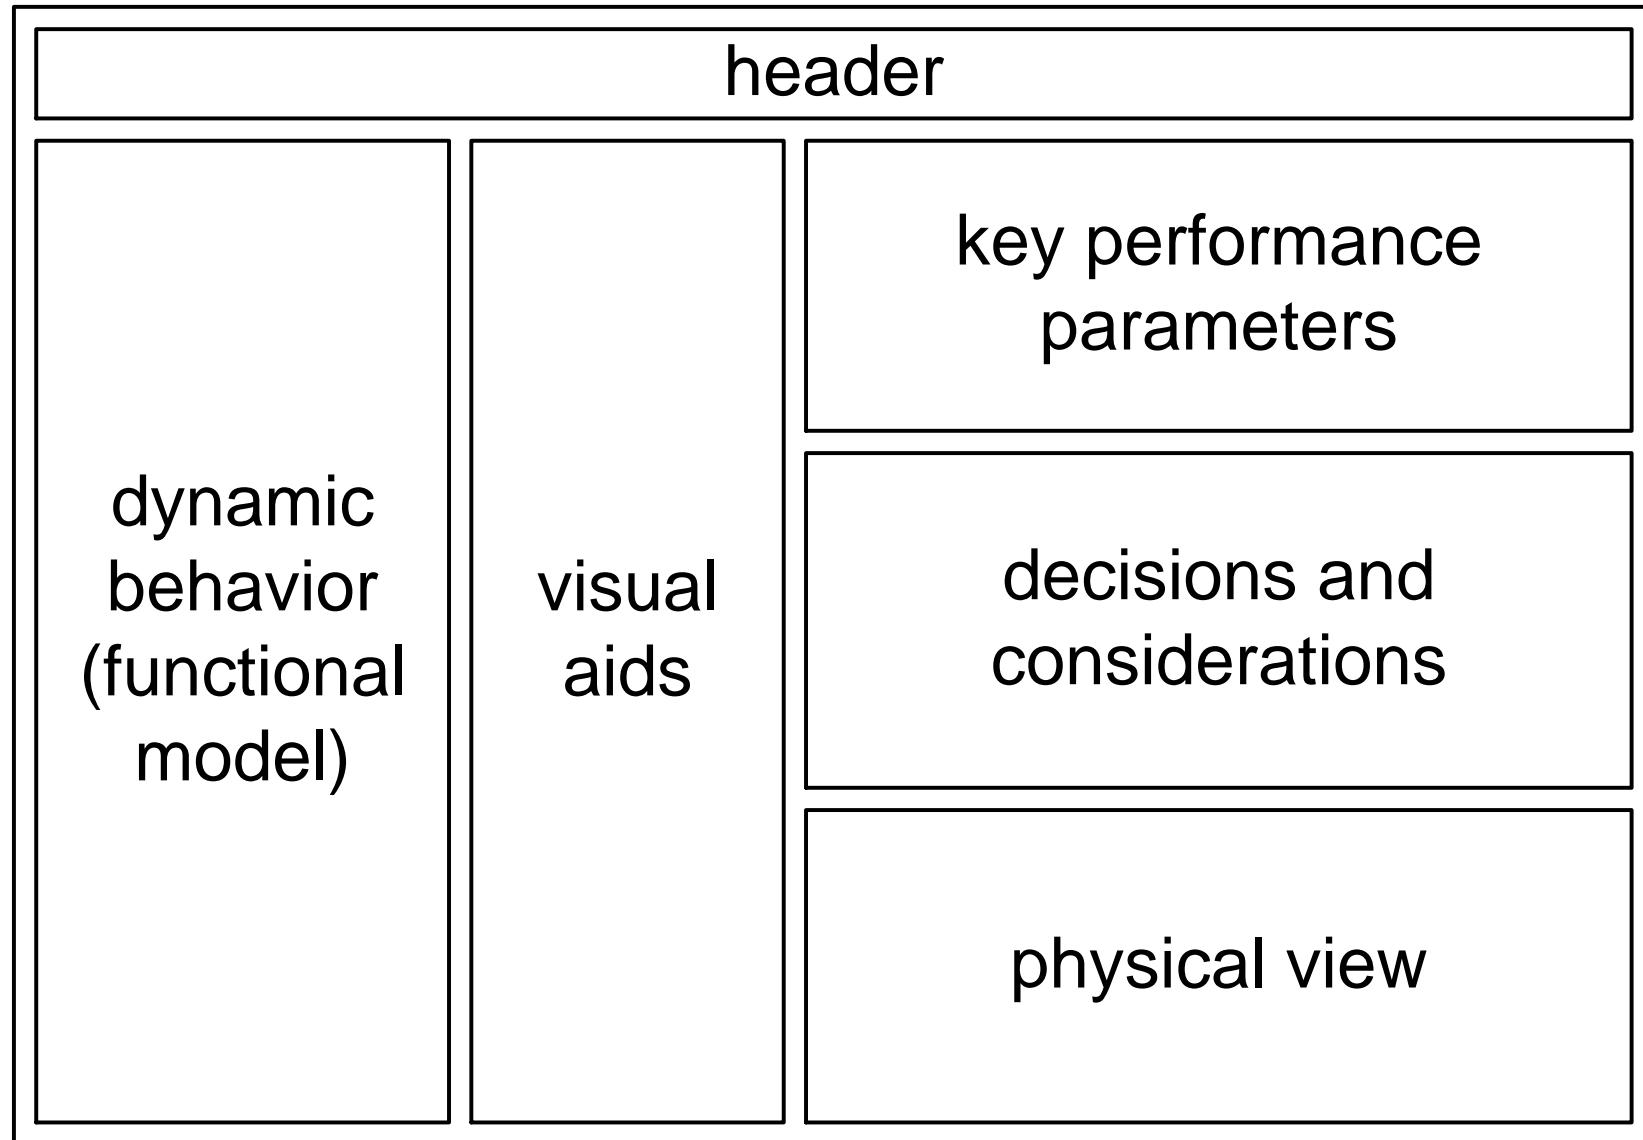 header
dynamic
behavior
(functional
model)
visual
aids
key performance
parameters
decisions and
considerations
physical view